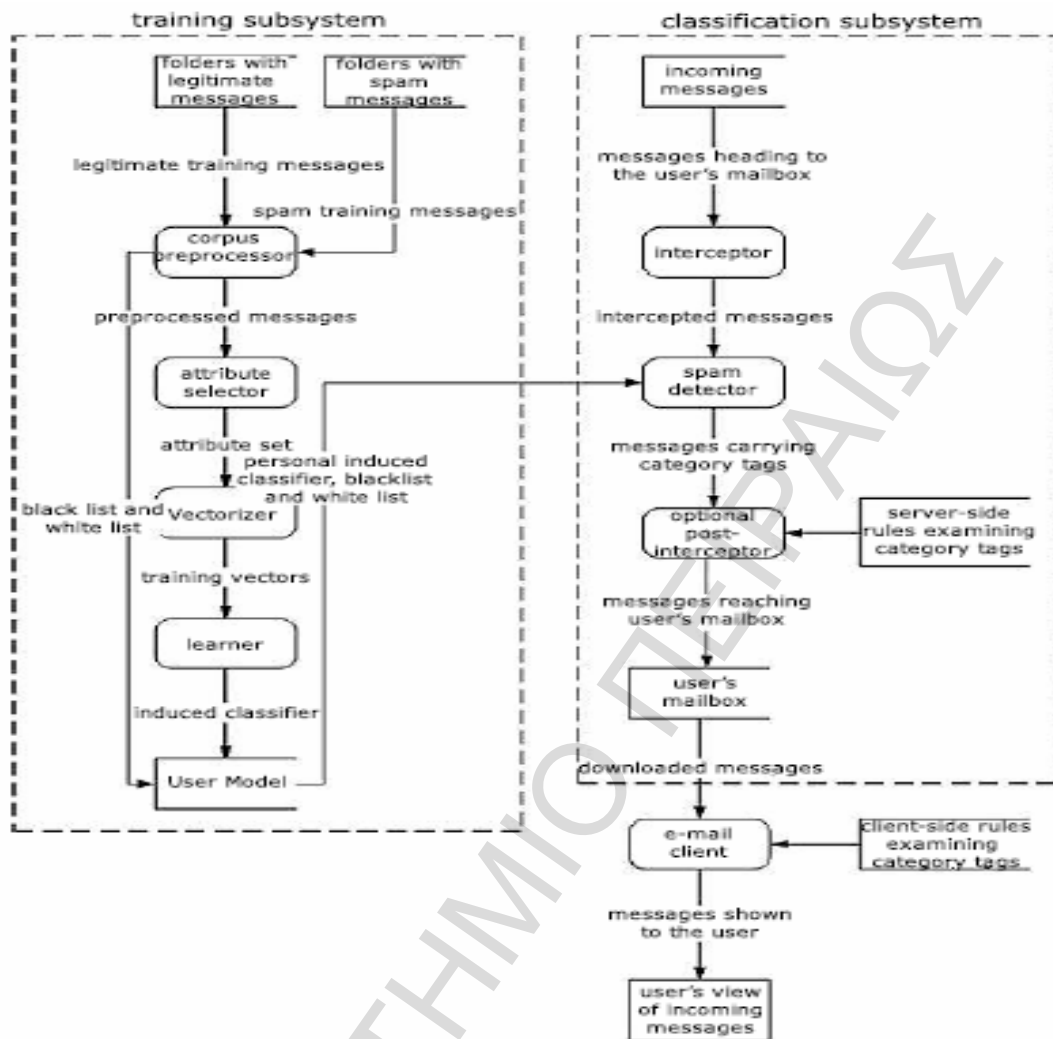 training subsystem
folders with
legitimate
messages
folders with
spam
messages
legitimate training messages
spam training messages
corpus
preprocessor
preprocessed messages
attribute
selector
attribute set
personal induced
classifier, blacklist
and white list
black list and
white list
Vectorizer
training vectors
learner
induced classifier
User Model
classification subsystem
incoming
messages
messages heading to
the user's mailbox
interceptor
intercepted messages
spam
detector
messages carrying
category tags
optional
post-
interceptor
server-side
rules examining
category tags
messages reaching
user's mailbox
user's
mailbox
downloaded messages
e-mail
client
client-side rules
examining
category tags
messages shown
to the user
user's view
of incoming
messages
ΤΗΜΙΟ ΠΕΙΡΑΙΩΣ